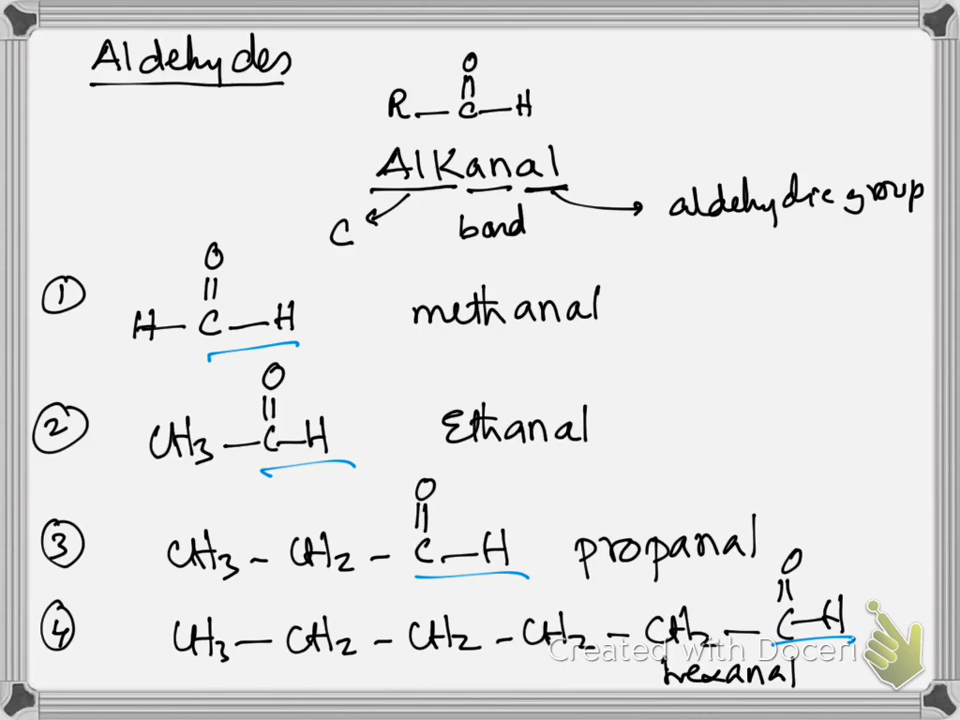 Aldehydes
O
||
R — C — H
Alkanal
C bond aldehydic group
O
||
① H — C — H methanal
O
||
② CH3 — C — H Ethanal
O
||
③ CH3 – CH2 – C — H propanal
O
||
④ CH3 — CH2 – CH2 – CH2 – CH2 — C — H
Created with Doceri
hexanal